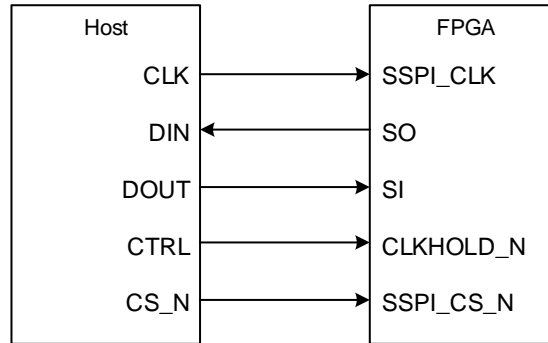 Host FPGA
CLK SSPI_CLK
DIN SO
DOUT SI
CTRL CLKHOLD_N
CS_N SSPI_CS_N